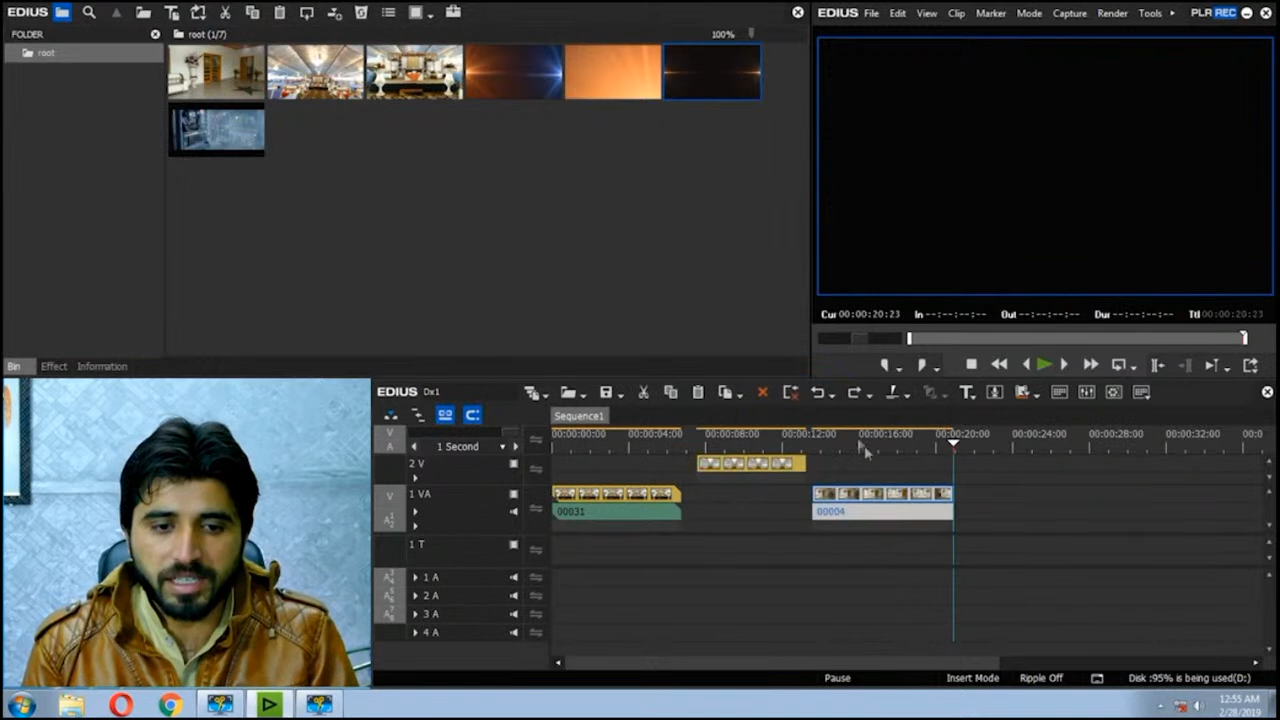 EDIUS
FOLDER
root (1/7)
100%
root
Bin Effect Information
EDIUS File Edit View Clip Marker Mode Capture Render Tools PLR REC
Cur 00:00:20:23 In --:--:--:-- Out --:--:--:-- Dur --:--:--:-- Ttl 00:00:20:23
EDIUS Dx1
Sequence1
V
A
1 Second
00:00:00:00 00:00:04:00 00:00:08:00 00:00:12:00 00:00:16:00 00:00:20:00 00:00:24:00 00:00:28:00 00:00:32:00 00:0
2 V
V 1 VA
00031
00004
1 T
1 A
2 A
3 A
4 A
Pause Insert Mode Ripple Off Disk :95% is being used(D:)
12:55 AM
2/28/2019